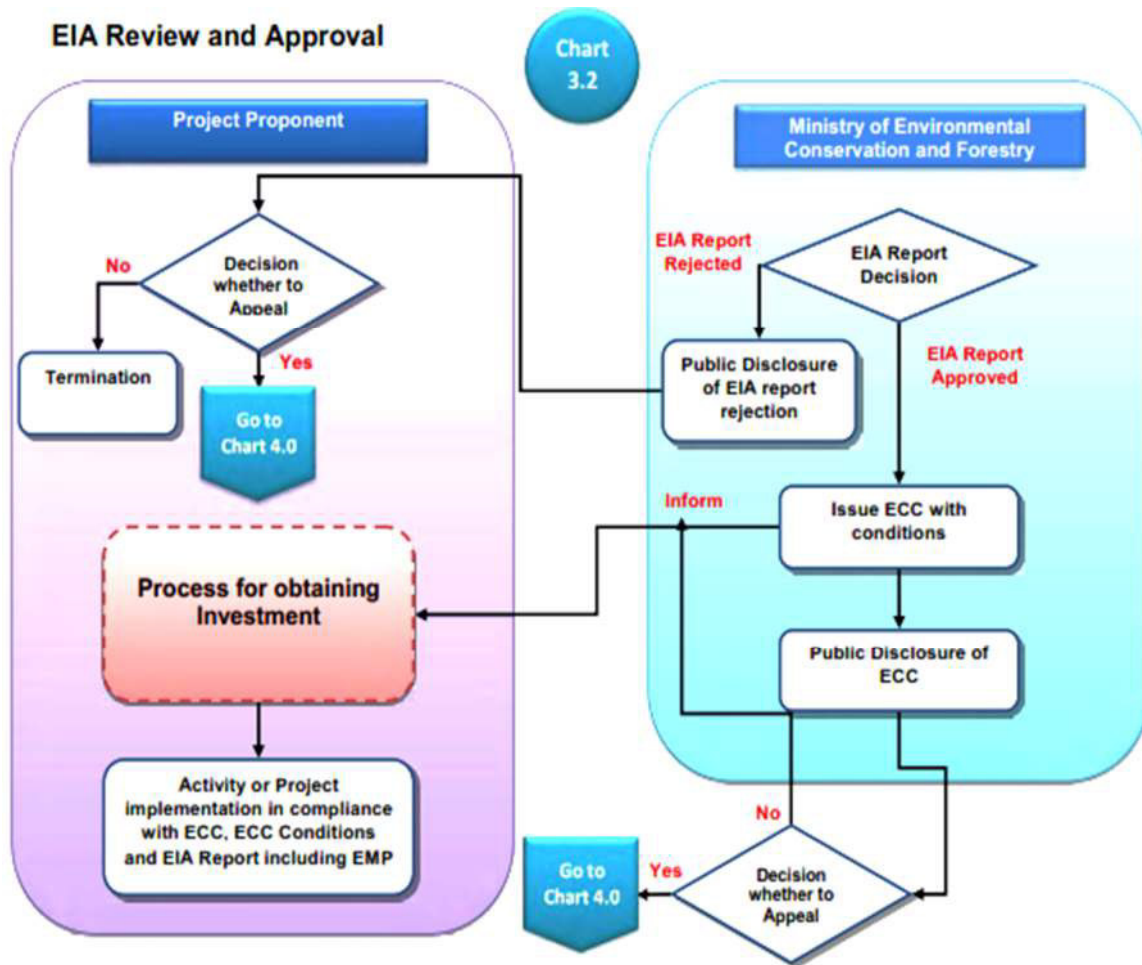 EIA Review and Approval
Chart
3.2
Project Proponent
Ministry of Environmental
Conservation and Forestry
EIA Report
Rejected
EIA Report
Decision
No
Decision
whether to
Appeal
Yes
Termination
Go to
Chart 4.0
Public Disclosure
of EIA report
rejection
EIA Report
Approved
Inform
Issue ECC with
conditions
Process for obtaining
Investment
Public Disclosure of
ECC
Activity or Project
implementation in compliance
with ECC, ECC Conditions
and EIA Report including EMP
No
Go to
Chart 4.0
Yes
Decision
whether to
Appeal